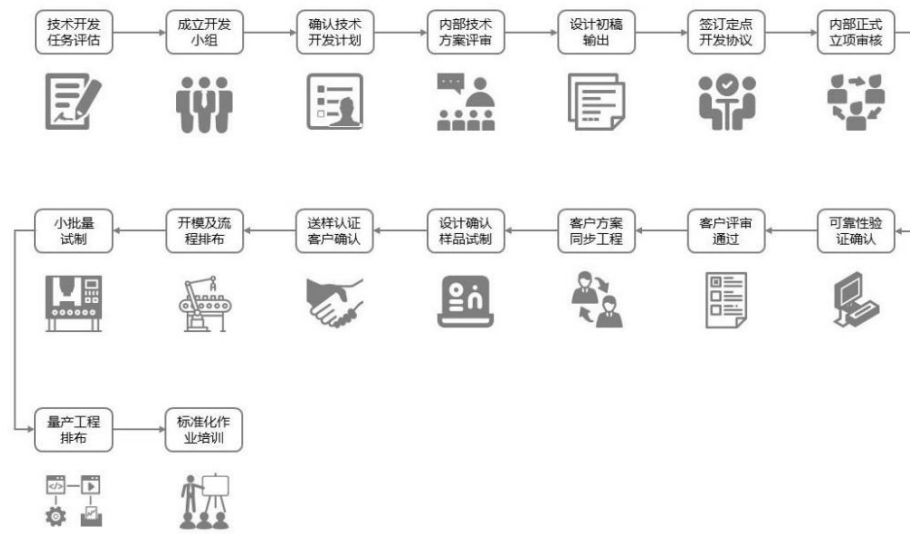 技术开发
任务评估
成立开发
小组
确认技术
开发计划
内部技术
方案评审
设计初稿
输出
签订定点
开发协议
内部正式
立项审核
小批量
试制
开模及流
程排布
送样认证
客户确认
设计确认
样品试制
客户方案
同步工程
客户评审
通过
可靠性验
证确认
量产工程
排布
标准化作
业培训